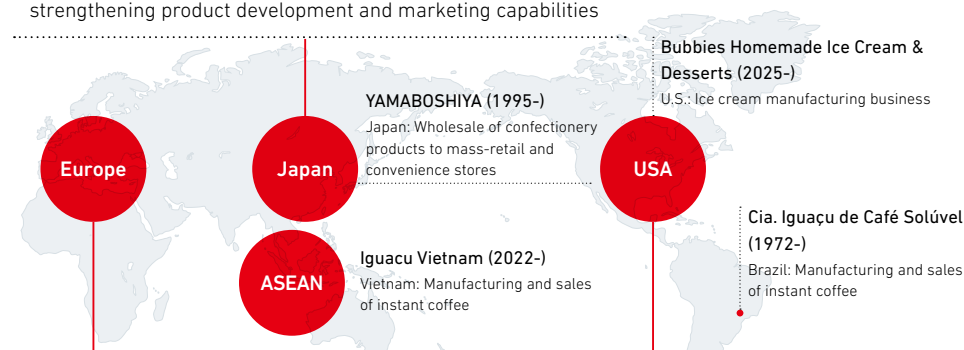 strengthening product development and marketing capabilities
Bubbies Homemade Ice Cream &
Desserts (2025-)
U.S.: Ice cream manufacturing business
YAMABOSHIYA (1995-)
Japan: Wholesale of confectionery
products to mass-retail and
convenience stores
Europe
Japan
USA
Cia. Iguaçu de Café Solúvel
(1972-)
Brazil: Manufacturing and sales
of instant coffee
Iguacu Vietnam (2022-)
Vietnam: Manufacturing and sales
of instant coffee
ASEAN